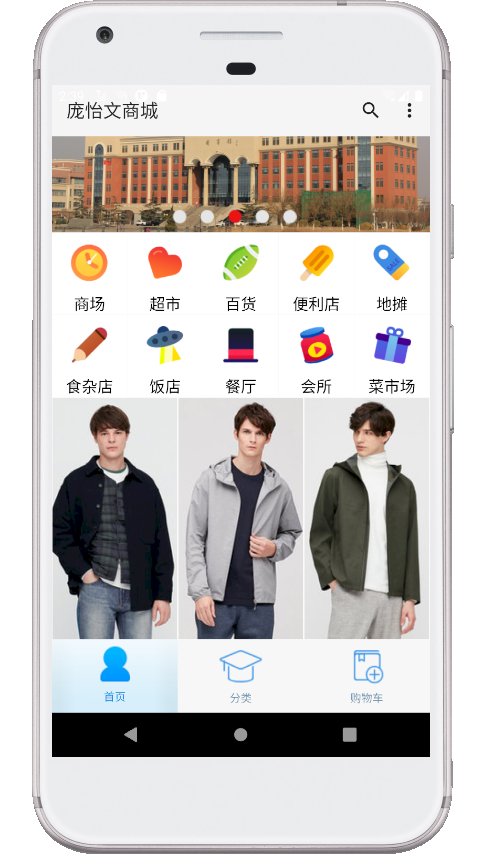 庞怡文商城
商场 超市 百货 便利店 地摊
SALE
食杂店 饭店 餐厅 会所 菜市场
首页 分类 购物车